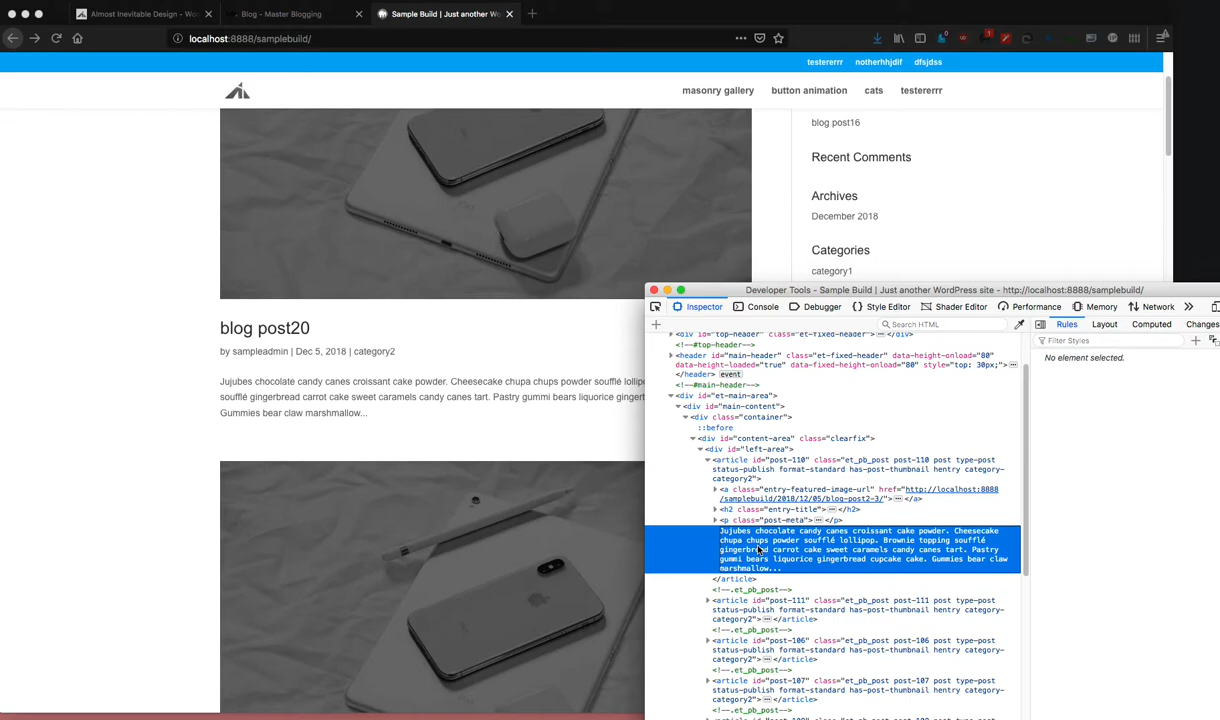 Almost Inevitable Design - Wor
Blog - Master Blogging
Sample Build | Just another Wo
localhost:8888/samplebuild/
testererrr notherhhjdif dfsjdss
masonry gallery button animation cats testererrr
blog post16
Recent Comments
Archives
December 2018
Categories
category1
blog post20
by sampleadmin | Dec 5, 2018 | category2
Jujubes chocolate candy canes croissant cake powder. Cheesecake chupa chups powder soufflé lollip
soufflé gingerbread carrot cake sweet caramels candy canes tart. Pastry gummi bears liquorice gingerl
Gummies bear claw marshmallow...
Developer Tools - Sample Build | Just another WordPress site - http://localhost:8888/samplebuild/
Inspector Console Debugger Style Editor Shader Editor Performance Memory Network
Search HTML
Rules Layout Computed Changes
Filter Styles
No element selected.
<div id="top-header" class="et-fixed-header"></div>
<!--#top-header-->
<header id="main-header" class="et-fixed-header" data-height-onload="80"
data-height-loaded="true" data-fixed-height-onload="80" style="top: 30px;">
</header> event
<!--#main-header-->
<div id="et-main-area">
<div id="main-content">
<div class="container">
::before
<div id="content-area" class="clearfix">
<div id="left-area">
<article id="post-110" class="et_pb_post post-110 post type-post
status-publish format-standard has-post-thumbnail hentry category-
category2">
<a class="entry-featured-image-url" href="http://localhost:8888
/samplebuild/2018/12/05/blog-post2-3/"></a>
<h2 class="entry-title"></h2>
<p class="post-meta"></p>
Jujubes chocolate candy canes croissant cake powder. Cheesecake
chupa chups powder soufflé lollipop. Brownie topping soufflé
gingerbread carrot cake sweet caramels candy canes tart. Pastry
gummi bears liquorice gingerbread cupcake cake. Gummies bear claw
marshmallow...
</article>
<!--.et_pb_post-->
<article id="post-111" class="et_pb_post post-111 post type-post
status-publish format-standard has-post-thumbnail hentry category-
category2"></article>
<!--.et_pb_post-->
<article id="post-106" class="et_pb_post post-106 post type-post
status-publish format-standard has-post-thumbnail hentry category-
category2"></article>
<!--.et_pb_post-->
<article id="post-107" class="et_pb_post post-107 post type-post
status-publish format-standard has-post-thumbnail hentry category-
category2"></article>
<!--.et_pb_post-->